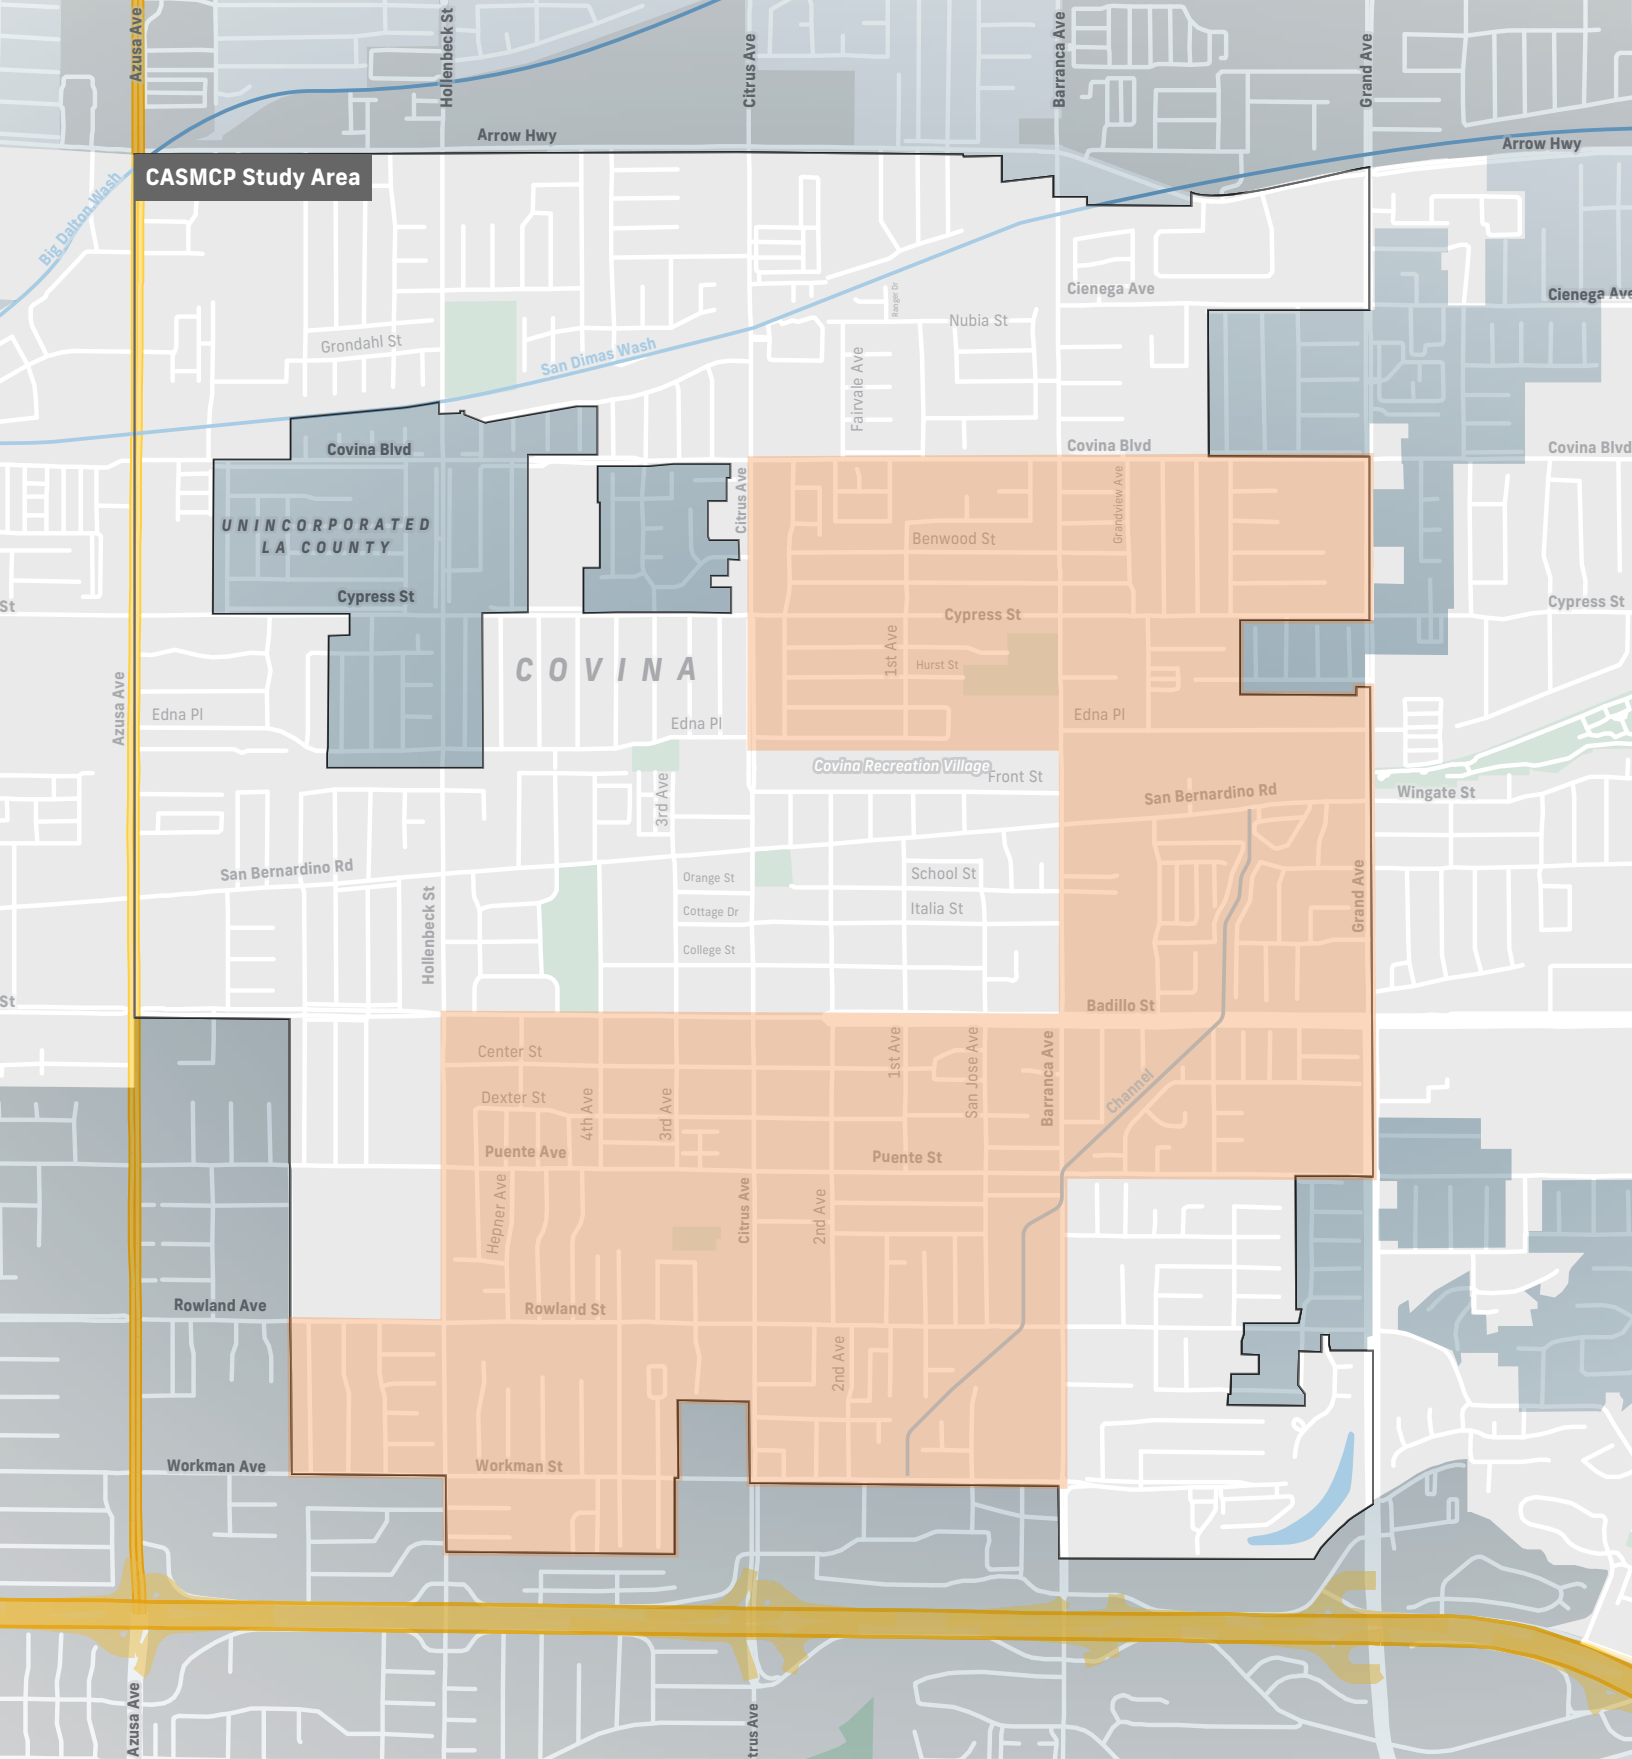 Azusa Ave
Hollenbeck St
Citrus Ave
Barranca Ave
Grand Ave
Arrow Hwy
Arrow Hwy
CASMCP Study Area
Big Dalton Wash
Cienega Ave
Cienega Ave
Ranger Dr
Nubia St
Grondahl St
San Dimas Wash
Fairvale Ave
Covina Blvd
Covina Blvd
Covina Blvd
Citrus Ave
Grandview Ave
UNINCORPORATED
LA COUNTY
Benwood St
Cypress St
Cypress St
Cypress St
St
1st Ave
Hurst St
COVINA
Azusa Ave
Edna Pl
Edna Pl
Edna Pl
Covina Recreation Village
Front St
3rd Ave
San Bernardino Rd
Wingate St
San Bernardino Rd
Orange St
School St
Cottage Dr
Italia St
College St
Hollenbeck St
Grand Ave
St
Badillo St
Center St
1st Ave
San Jose Ave
Barranca Ave
Channel
Dexter St
4th Ave
3rd Ave
Puente Ave
Puente St
Hepner Ave
Citrus Ave
2nd Ave
Rowland Ave
Rowland St
2nd Ave
Workman Ave
Workman St
Azusa Ave
trus Ave